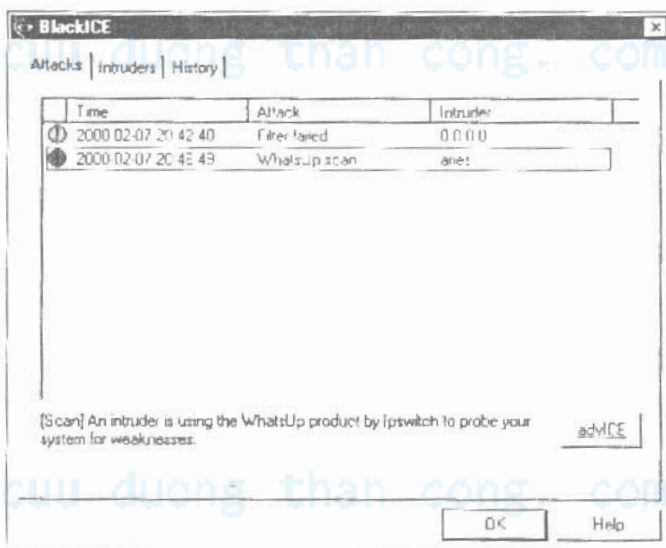 BlackICE
cuu duong than cong. com
Attacks Intruders History
Time Attack Intruder
2000-02-07 20:42:40 Filter failed 0.0.0.0
2000-02-07 20:48:49 WhatsUp scan
[Scan] An intruder is using the WhatsUp product by Ipswitch to probe your
system for weaknesses.
advICE
cuu duong than cong. com
OK Help